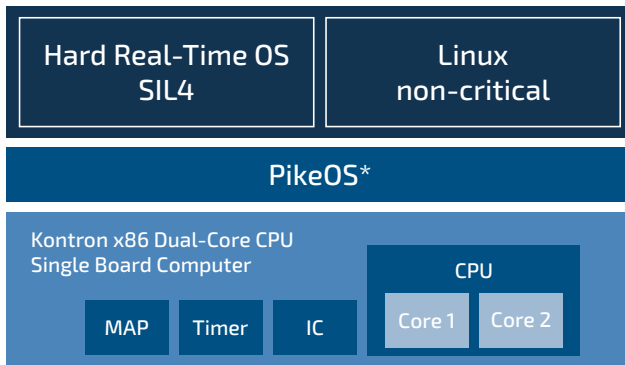 Hard Real-Time OS
SIL4
Linux
non-critical
PikeOS*
Kontron x86 Dual-Core CPU
Single Board Computer
CPU
MAP
Timer
IC
Core 1
Core 2